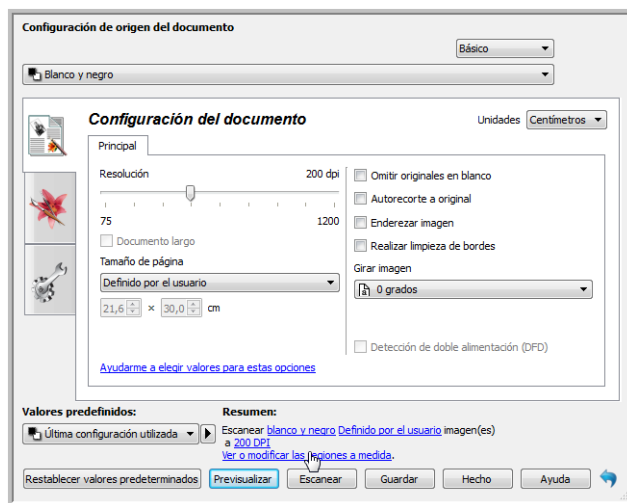 Configuración de origen del documento
Básico
Blanco y negro
Configuración del documento
Unidades Centímetros
Principal
Resolución 200 dpi
75 1200
Documento largo
Tamaño de página
Definido por el usuario
21,6 × 30,0 cm
Ayudarme a elegir valores para estas opciones
Omitir originales en blanco
Autorecorte a original
Enderezar imagen
Realizar limpieza de bordes
Girar imagen
0 grados
Detección de doble alimentación (DFD)
Valores predefinidos:
Última configuración utilizada
Resumen:
Escanear blanco y negro Definido por el usuario imagen(es)
a 200 DPI
Ver o modificar las regiones a medida.
Restablecer valores predeterminados Previsualizar Escanear Guardar Hecho Ayuda